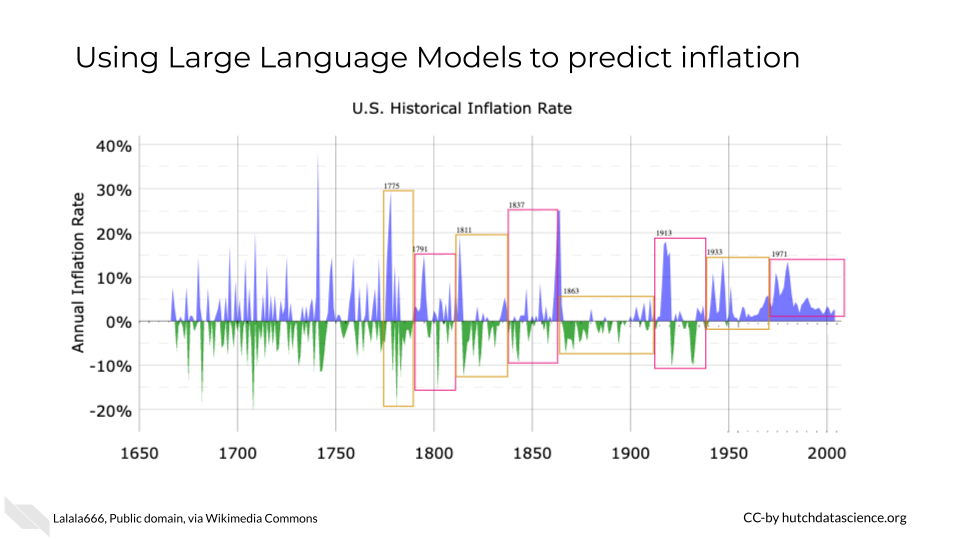 Using Large Language Models to predict inflation
U.S. Historical Inflation Rate
Annual Inflation Rate
40%
30%
20%
10%
0%
-10%
-20%
1775
1791
1811
1837
1863
1913
1933
1971
1650 1700 1750 1800 1850 1900 1950 2000
Lalala666, Public domain, via Wikimedia Commons
CC-by hutchdatascience.org